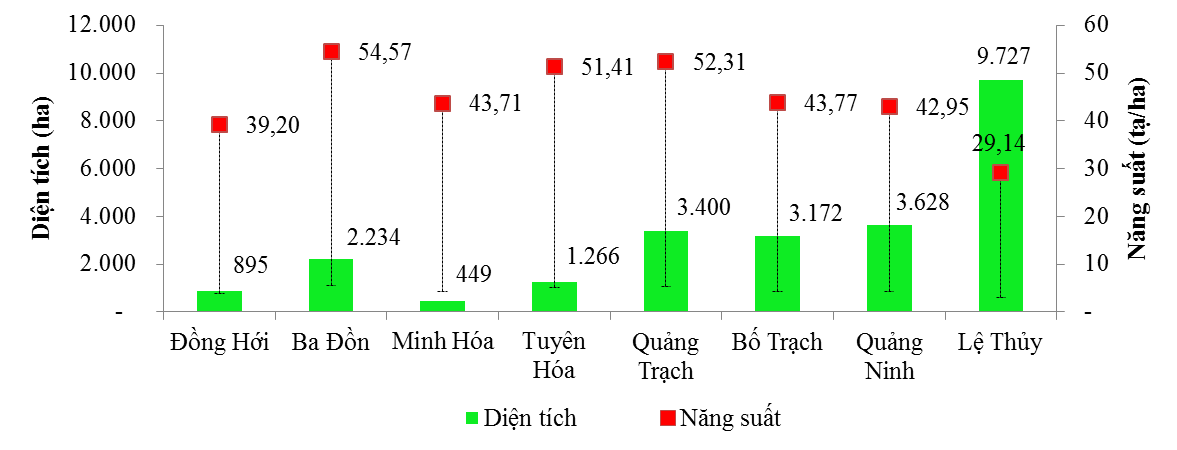 12.000
10.000
8.000
6.000
4.000
2.000
-
Diện tích (ha)
60
50
40
30
20
10
-
Năng suất (tạ/ha)
39,20
54,57
43,71
51,41
52,31
43,77
42,95
29,14
895
2.234
449
1.266
3.400
3.172
3.628
9.727
Đồng Hới
Ba Đồn
Minh Hóa
Tuyên
Hóa
Quảng
Trạch
Bố Trạch
Quảng
Ninh
Lệ Thủy
Diện tích
Năng suất